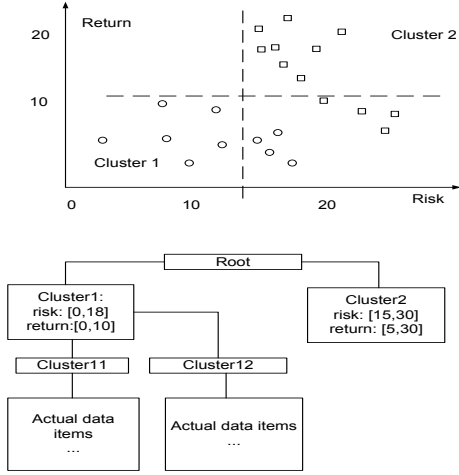 Return
20
Cluster 2
10
Cluster 1
0
10
20
Risk
Root
Cluster1:
risk: [0,18]
return:[0,10]
Cluster2
risk: [15,30]
return: [5,30]
Cluster11
Cluster12
Actual data
items
...
Actual data items
...